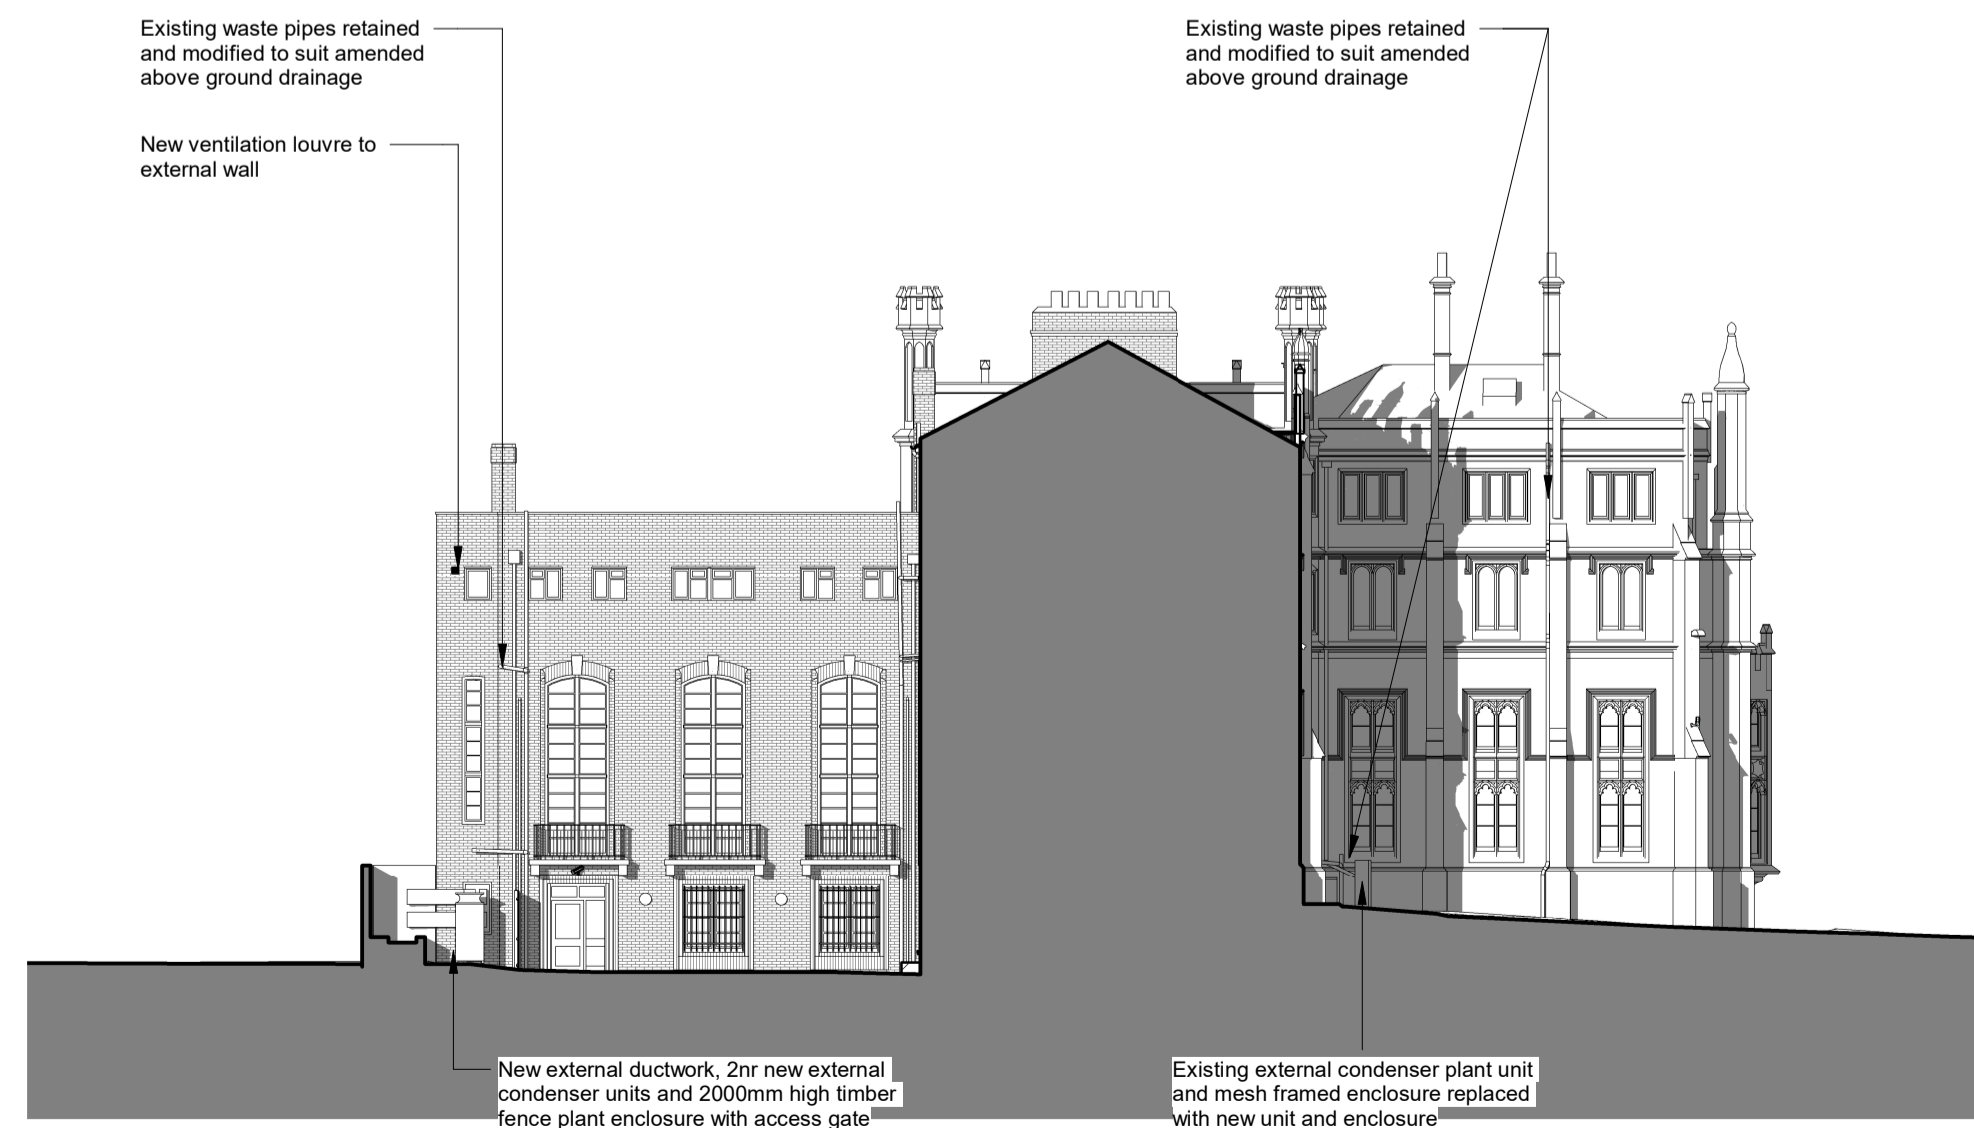 Existing waste pipes retained
and modified to suit amended
above ground drainage
New ventilation louvre to
external wall
Existing waste pipes retained
and modified to suit amended
above ground drainage
New external ductwork, 2nr new external
condenser units and 2000mm high timber
fence plant enclosure with access gate
Existing external condenser plant unit
and mesh framed enclosure replaced
with new unit and enclosure